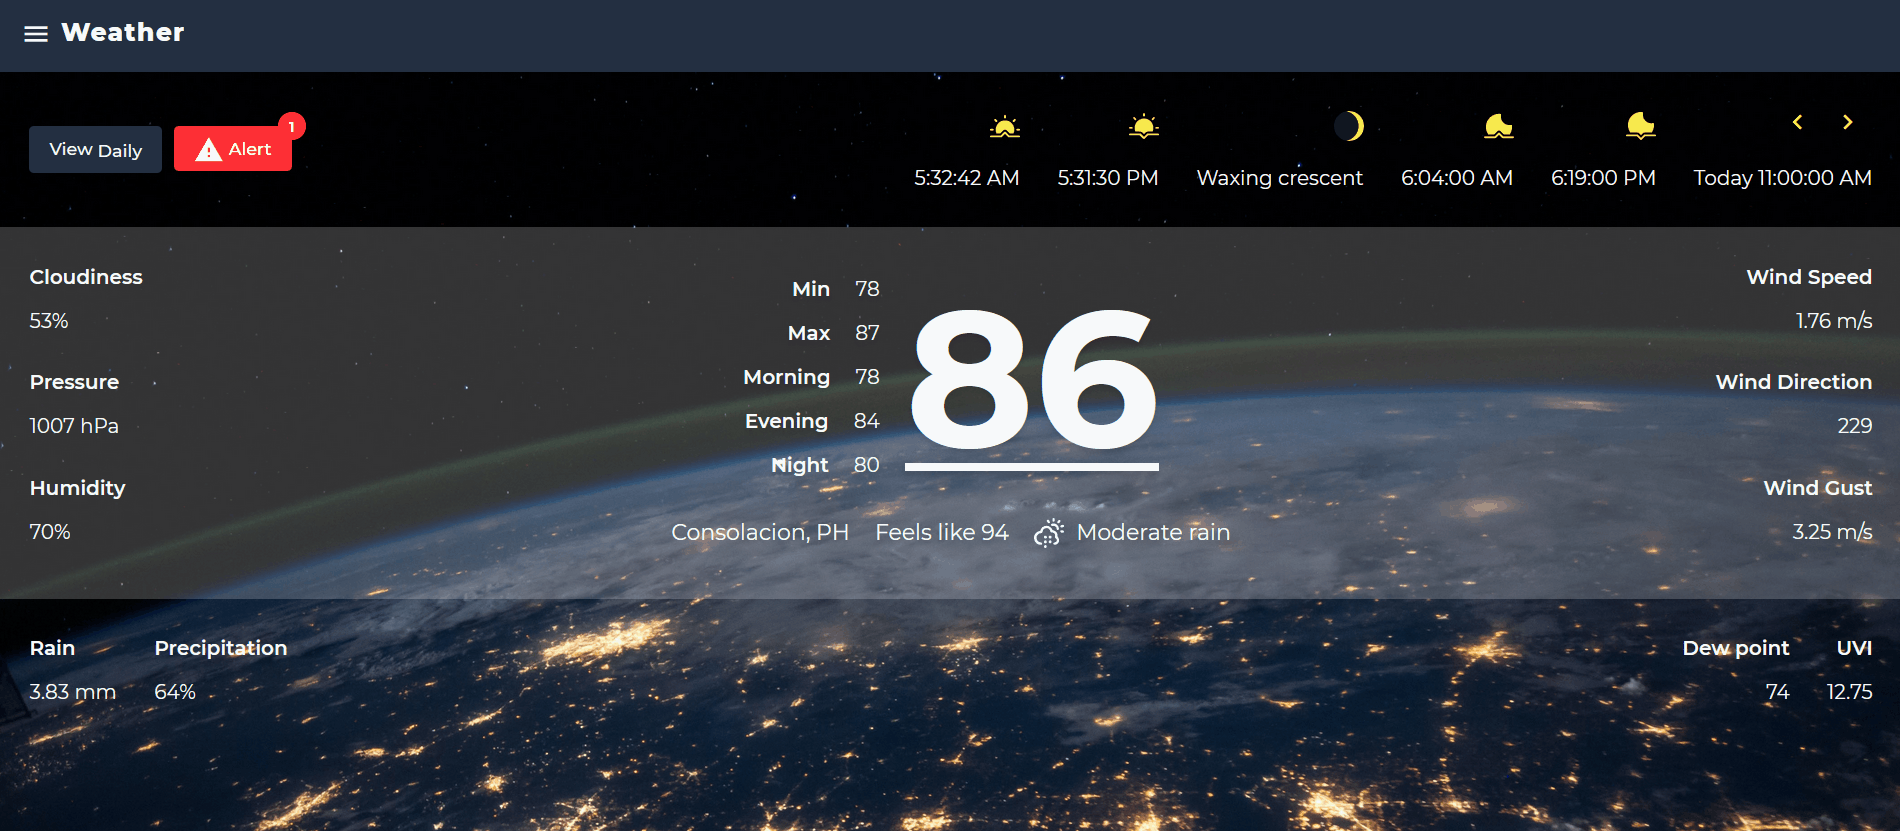 Weather
View Daily
Alert
1
5:32:42 AM
5:31:30 PM
Waxing crescent
6:04:00 AM
6:19:00 PM
Today 11:00:00 AM
Cloudiness
53%
Pressure
1007 hPa
Humidity
70%
Min 78
Max 87
Morning 78
Evening 84
Night 80
86
Consolacion, PH Feels like 94 Moderate rain
Wind Speed
1.76 m/s
Wind Direction
229
Wind Gust
3.25 m/s
Rain
3.83 mm
Precipitation
64%
Dew point
74
UVI
12.75